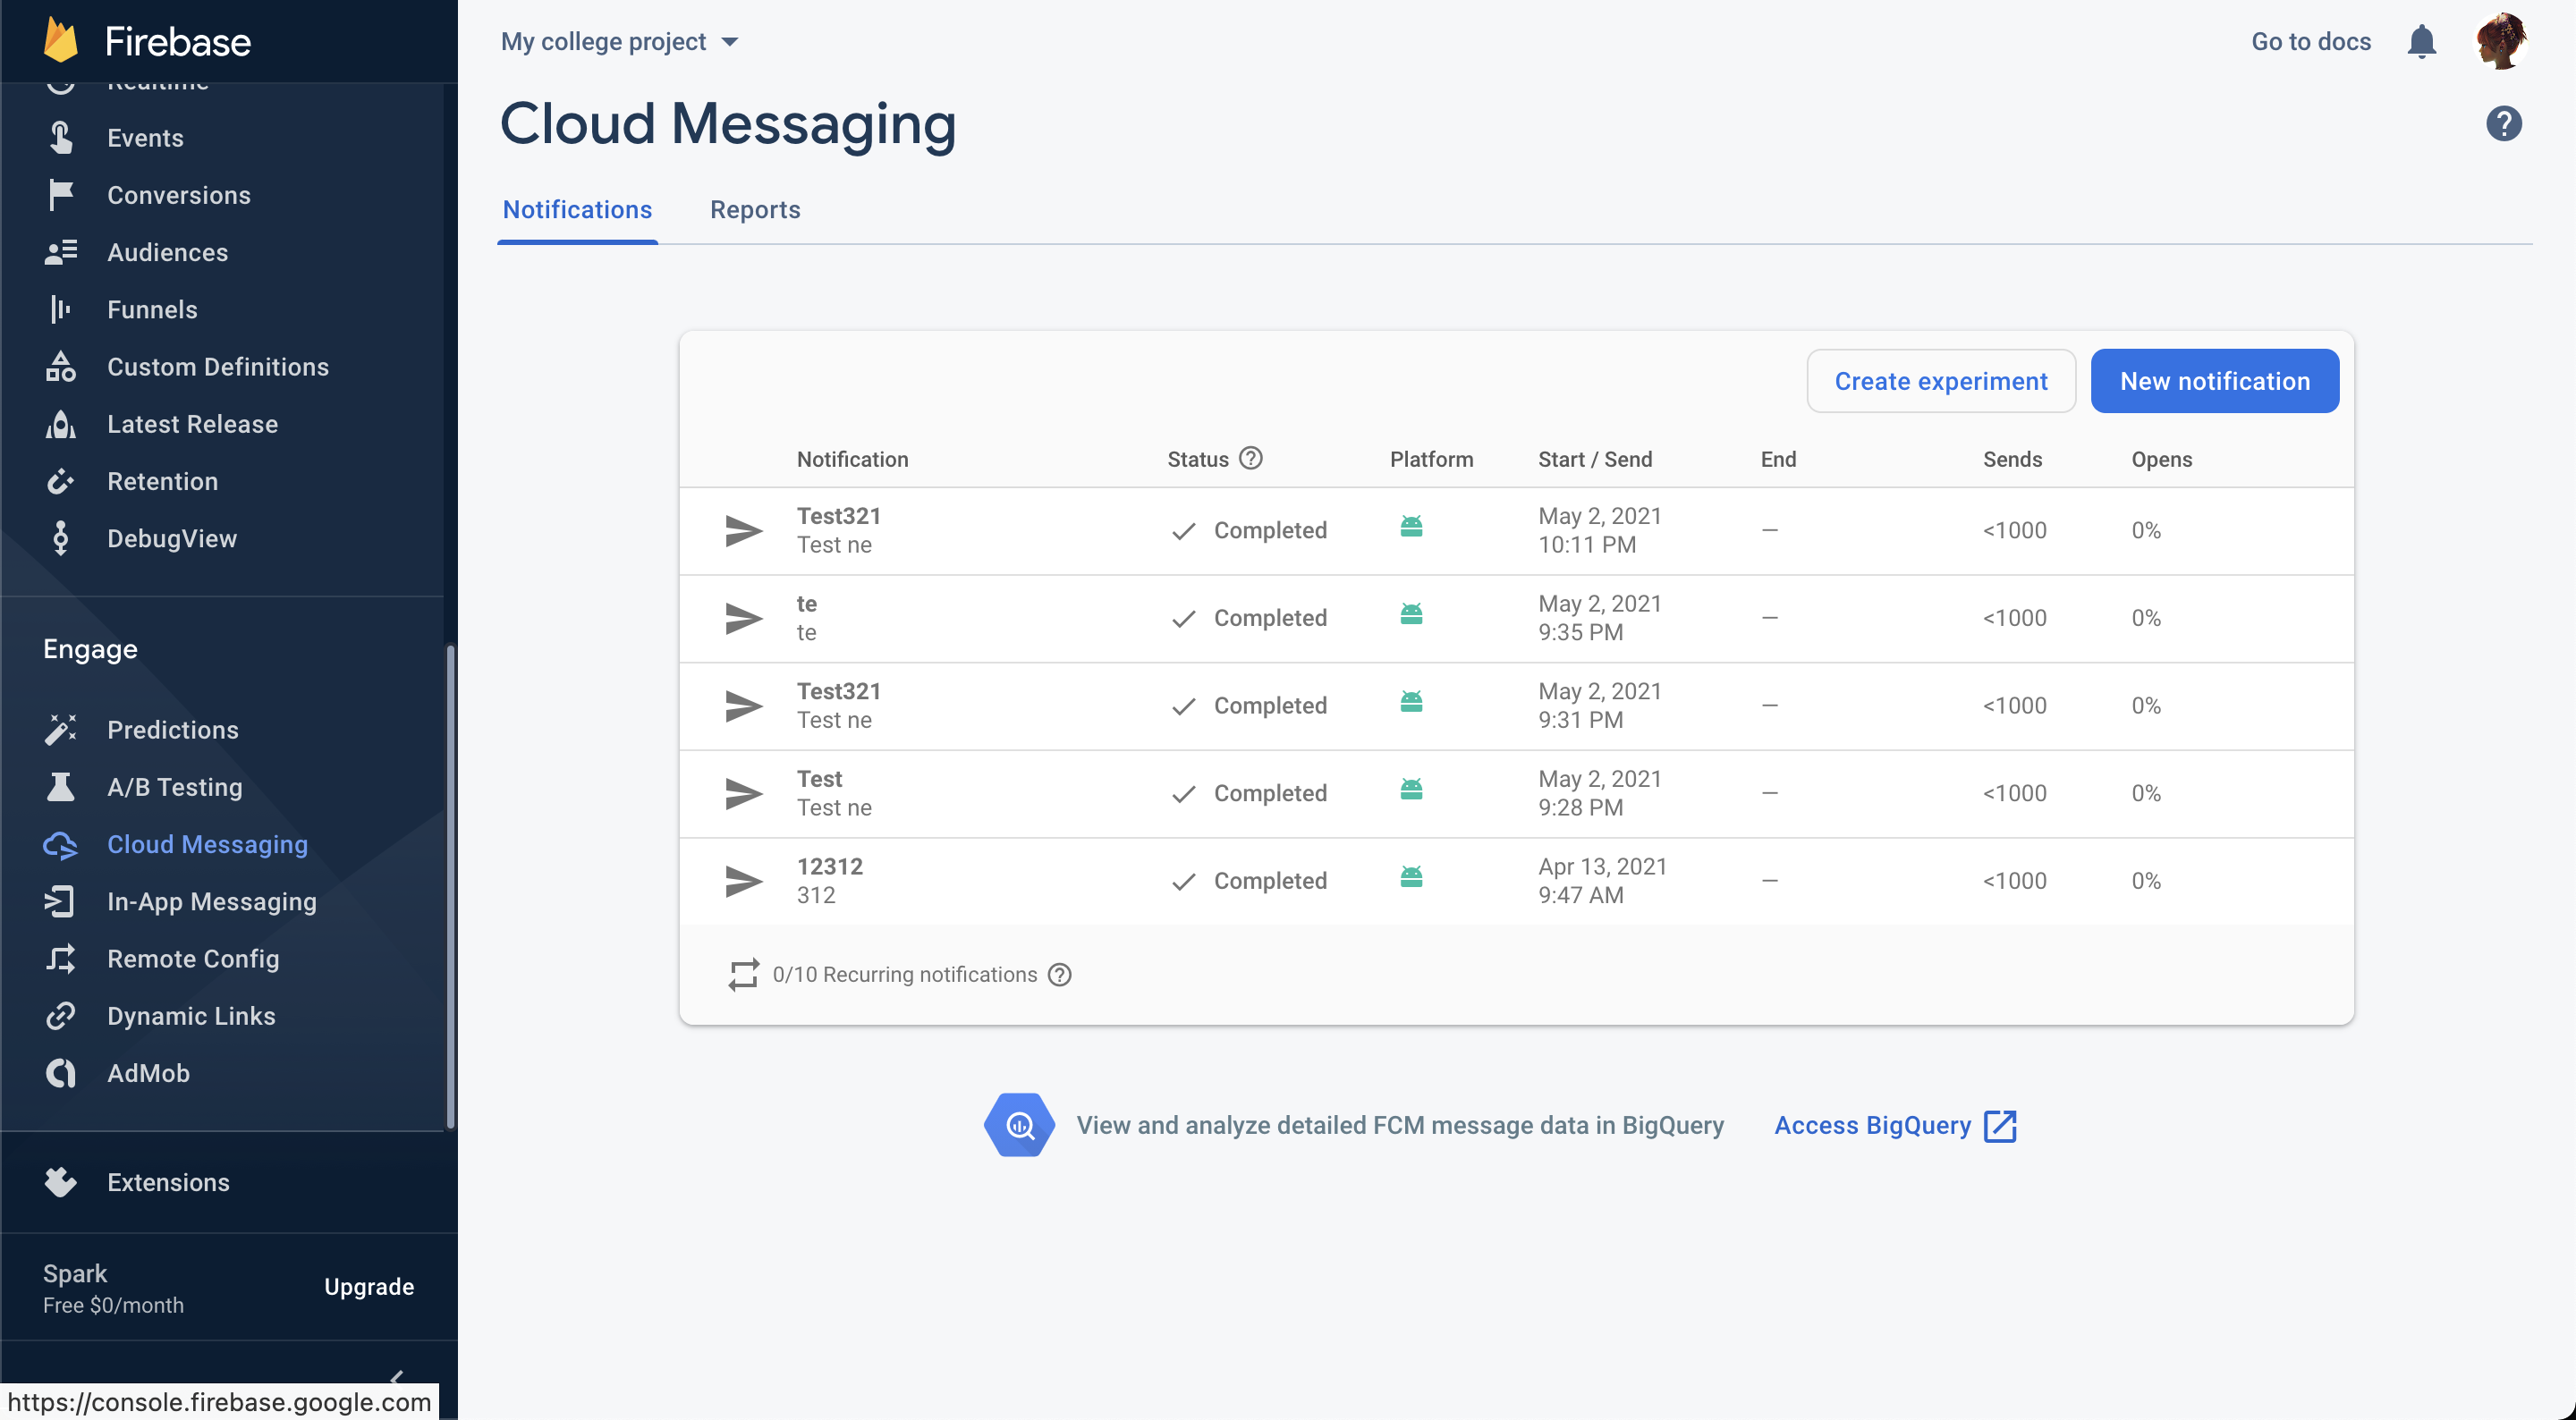 Firebase
Realtime
Events
Conversions
Audiences
Funnels
Custom Definitions
Latest Release
Retention
DebugView
Engage
Predictions
A/B Testing
Cloud Messaging
In-App Messaging
Remote Config
Dynamic Links
AdMob
Extensions
Spark
Free $0/month
Upgrade
https://console.firebase.google.com
My college project
Go to docs
Cloud Messaging
Notifications Reports
Create experiment New notification
Notification Status Platform Start / Send End Sends Opens
Test321
Test ne
Completed
May 2, 2021
10:11 PM
—
<1000
0%
te
te
Completed
May 2, 2021
9:35 PM
—
<1000
0%
Test321
Test ne
Completed
May 2, 2021
9:31 PM
—
<1000
0%
Test
Test ne
Completed
May 2, 2021
9:28 PM
—
<1000
0%
12312
312
Completed
Apr 13, 2021
9:47 AM
—
<1000
0%
0/10 Recurring notifications
View and analyze detailed FCM message data in BigQuery Access BigQuery